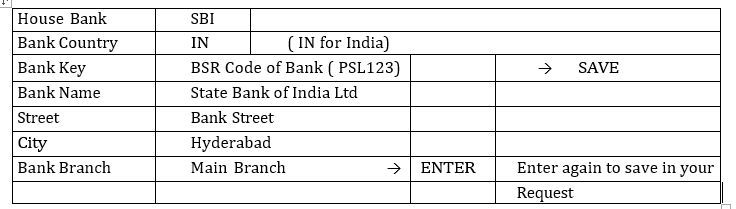 House Bank SBI
Bank Country IN ( IN for India)
Bank Key BSR Code of Bank ( PSL123) → SAVE
Bank Name State Bank of India Ltd
Street Bank Street
City Hyderabad
Bank Branch Main Branch → ENTER Enter again to save in your
Request